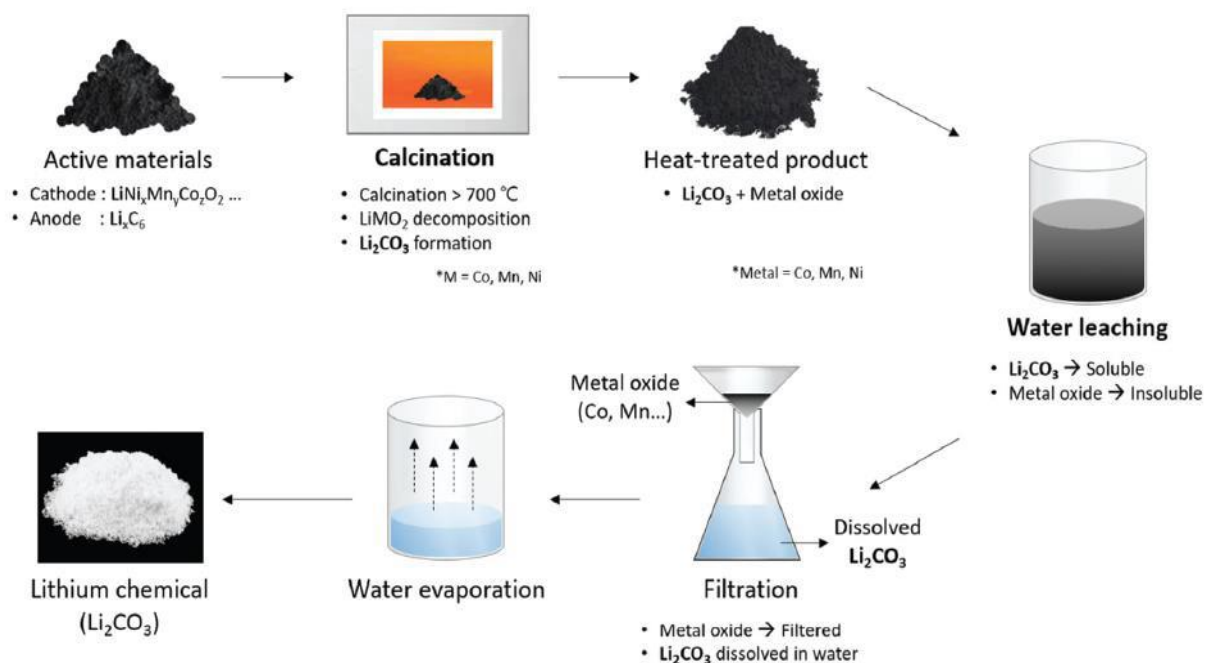 Active materials
• Cathode : LiNiₓMnᵧCo₂O₂ ...
• Anode : LiₓC₆
Calcination
• Calcination > 700 ℃
• LiMO₂ decomposition
• Li₂CO₃ formation
*M = Co, Mn, Ni
Heat-treated product
• Li₂CO₃ + Metal oxide
*Metal = Co, Mn, Ni
Water leaching
• Li₂CO₃ → Soluble
• Metal oxide → Insoluble
Metal oxide
(Co, Mn...)
Dissolved
Li₂CO₃
Filtration
• Metal oxide → Filtered
• Li₂CO₃ dissolved in water
Water evaporation
Lithium chemical
(Li₂CO₃)